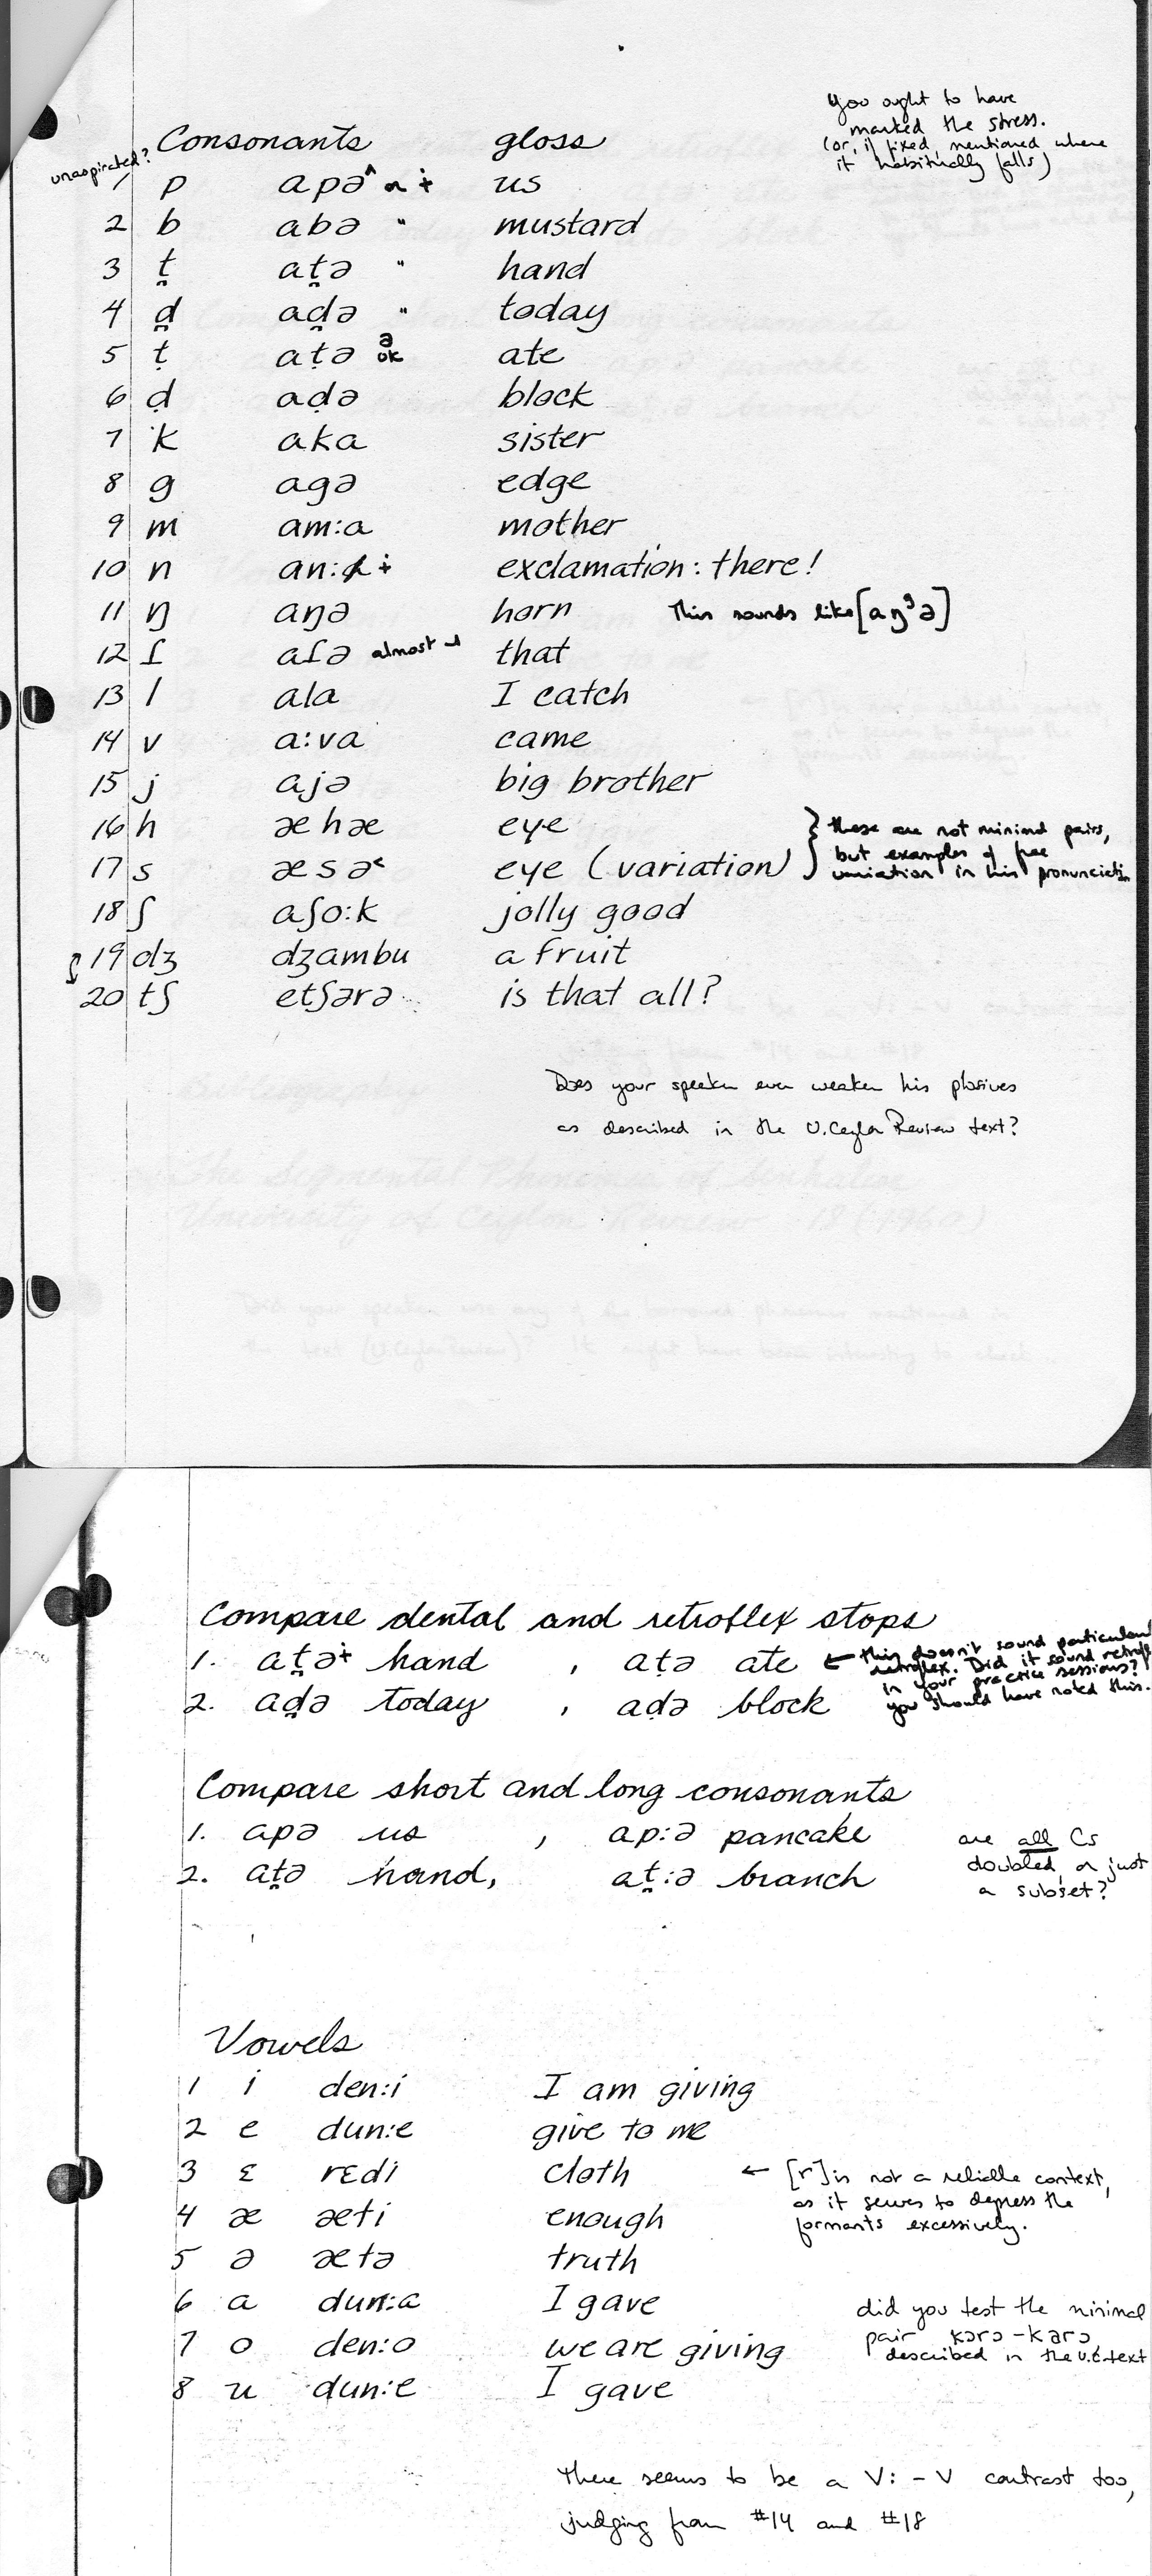 you ought to have
marked the stress.
(or, if fixed, mentioned where
it habitually falls)
Consonants gloss
unaspirated?
1 p apə^ or ɨ us
2 b abə " mustard
3 t̪ at̪ə " hand
4 d̪ ad̪ə " today
5 ṭ aṭə ə ok ate
6 ḍ aḍə block
7 k aka sister
8 g agə edge
9 m am:a mother
10 n an: ɨ exclamation: there!
11 ŋ aŋə horn This sounds like [aŋᵍə]
12 ɾ aɾə almost that
13 l ala I catch
14 v a:va came
15 j ajə big brother
16 h æhæ eye } these are not minimal pairs,
but examples of free
17 s æsə< eye (variation) variation in his pronunciation
18 ʃ aʃo:k jolly good
19 dʒ dʒambu a fruit
20 tʃ etʃərə is that all?
Does your speaker ever weaken his plosives
as described in the U.Ceylon Review text?
Compare dental and retroflex stops
1. at̪əɨ hand , aṭə ate ← this doesn't sound particularly
retroflex. Did it sound retroflex
in your practice sessions?
2. ad̪ə today , aḍə block you should have noted this.
Compare short and long consonants
1. apə us , ap:ə pancake are all Cs
2. at̪ə hand, at̪:ə branch doubled, or just
a subset?
Vowels
1 i den:i I am giving
2 e dun:e give to me
3 ɛ rɛdi cloth ← [r] is not a reliable context,
as it serves to depress the
4 æ æti enough formants excessively.
5 ə ætə truth
6 a dun:a I gave did you test the minimal
7 o den:o we are giving pair kərə - karə
described in the U.C. text
8 u dun:e I gave
There seems to be a V: - V contrast too,
judging from #14 and #18